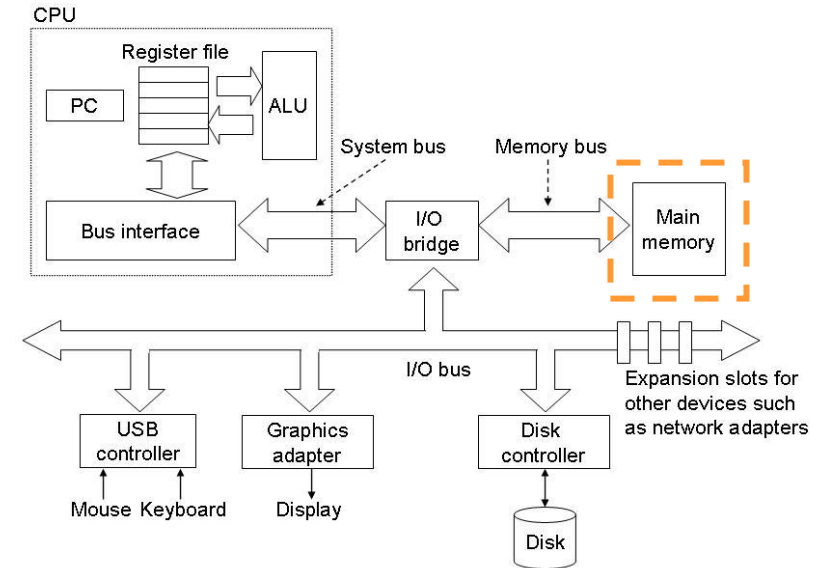 CPU
Register file
PC
ALU
System bus
Memory bus
Bus interface
I/O
bridge
Main
memory
I/O bus
Expansion slots for
other devices such
as network adapters
USB
controller
Graphics
adapter
Disk
controller
Mouse
Keyboard
Display
Disk